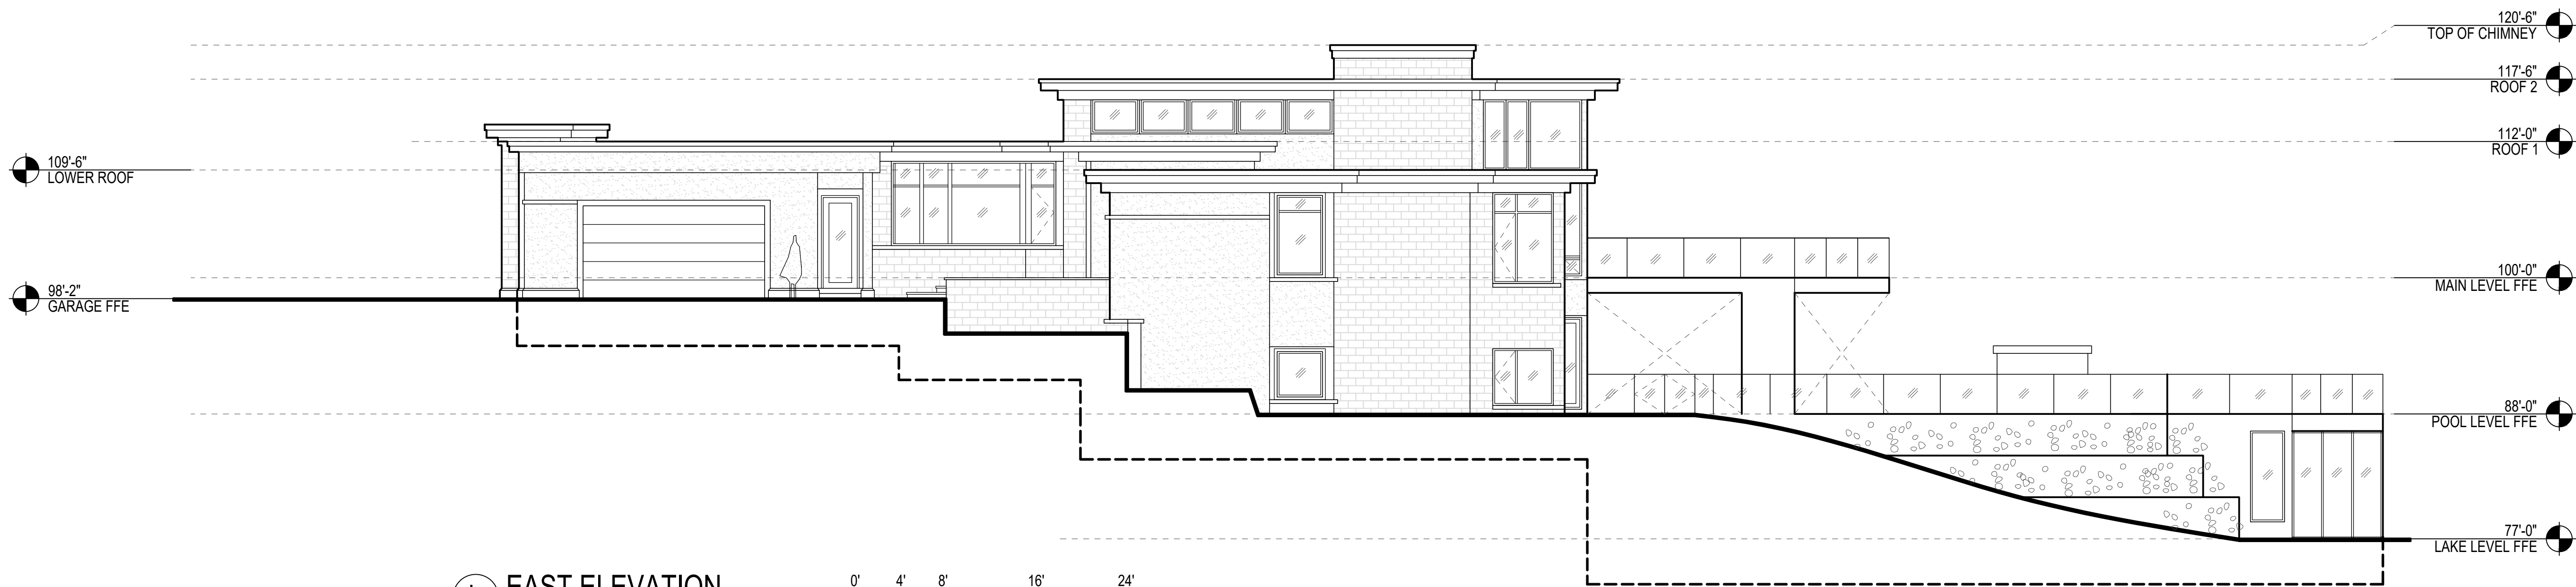 120'-6"
TOP OF CHIMNEY
117'-6"
ROOF 2
112'-0"
ROOF 1
109'-6"
LOWER ROOF
100'-0"
MAIN LEVEL FFE
98'-2"
GARAGE FFE
88'-0"
POOL LEVEL FFE
77'-0"
LAKE LEVEL FFE
EAST ELEVATION
0' 4' 8' 16' 24'